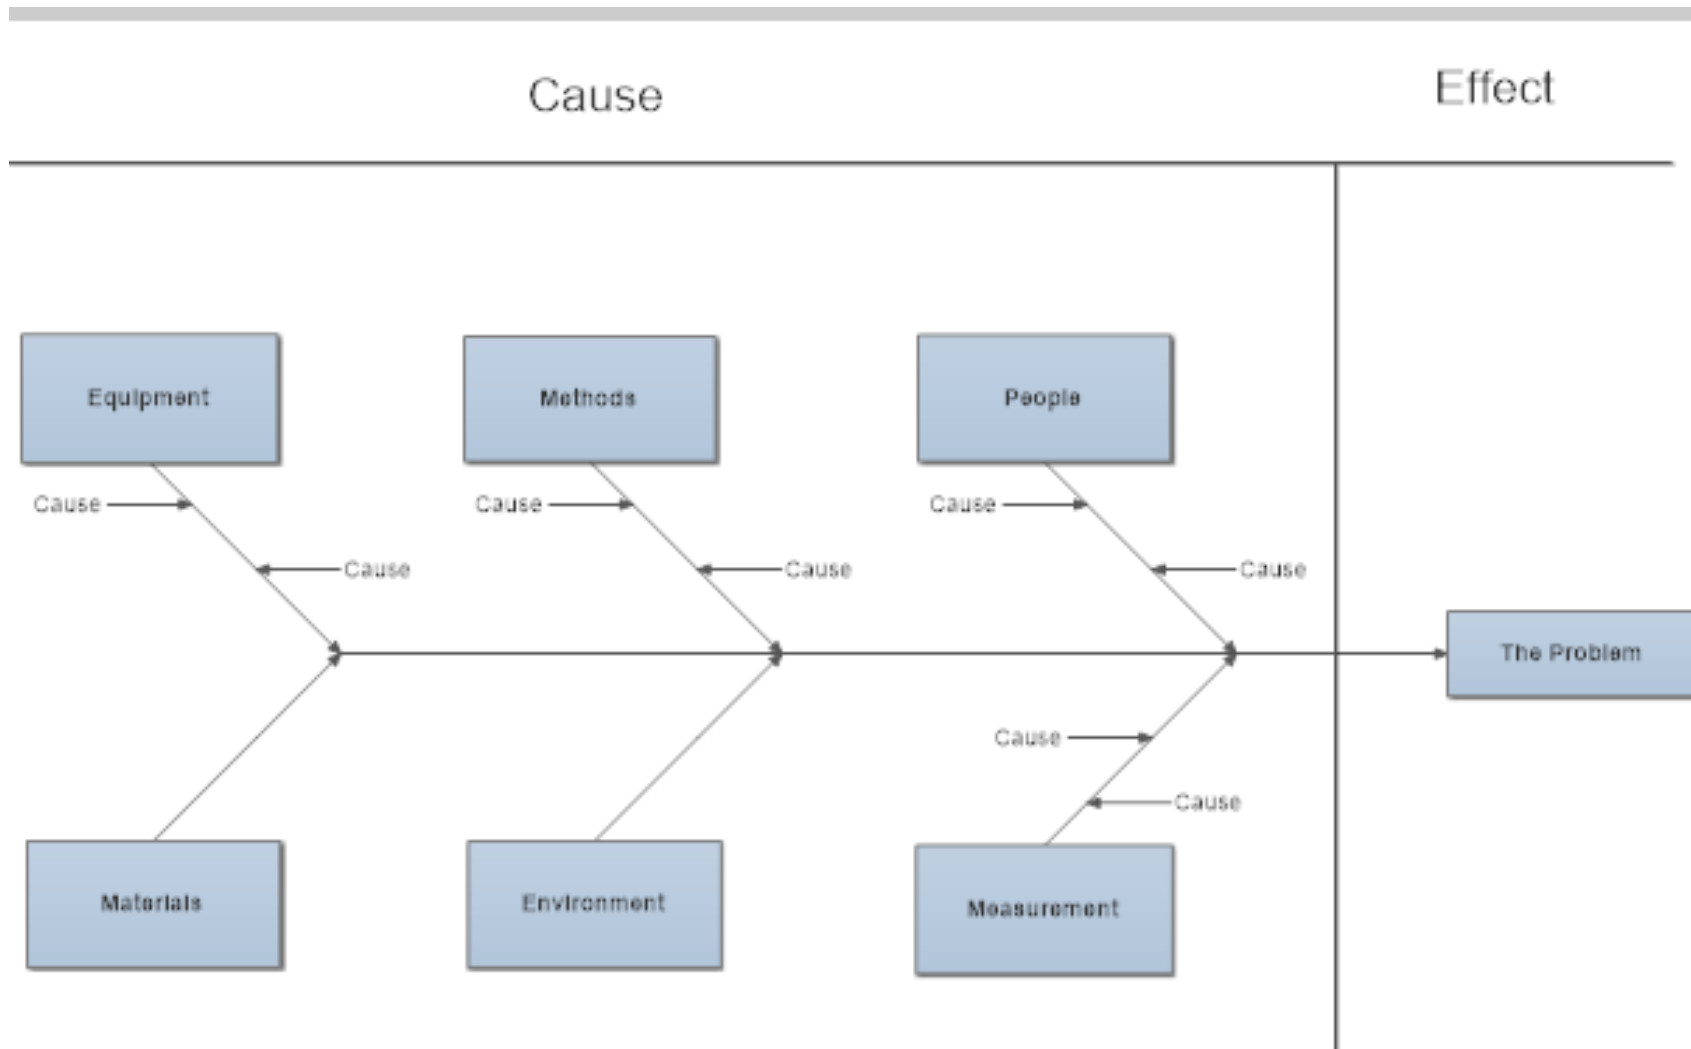 Cause
Effect
Equipment
Methods
People
Cause
Cause
Cause
Cause
Cause
Cause
The Problem
Cause
Cause
Materials
Environment
Measurement